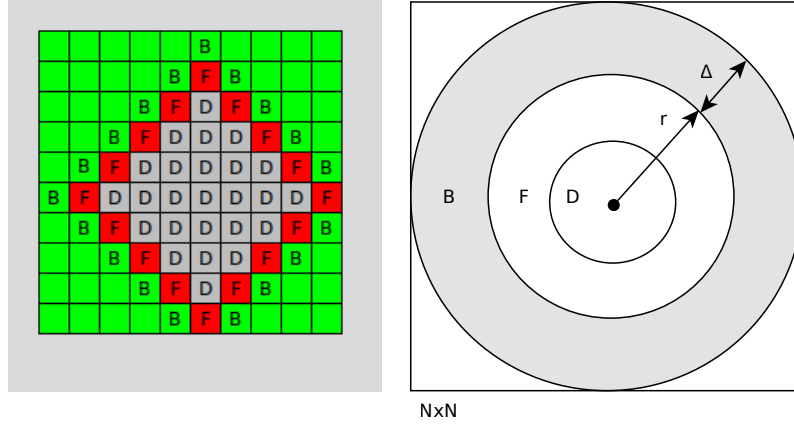 B
B F B
B F D F B
B F D D D F B
B F D D D D D F B
B F D D D D D D D F
B F D D D D D F B
B F D D D F B
B F D F B
B F B
Δ
r
B F D
NxN